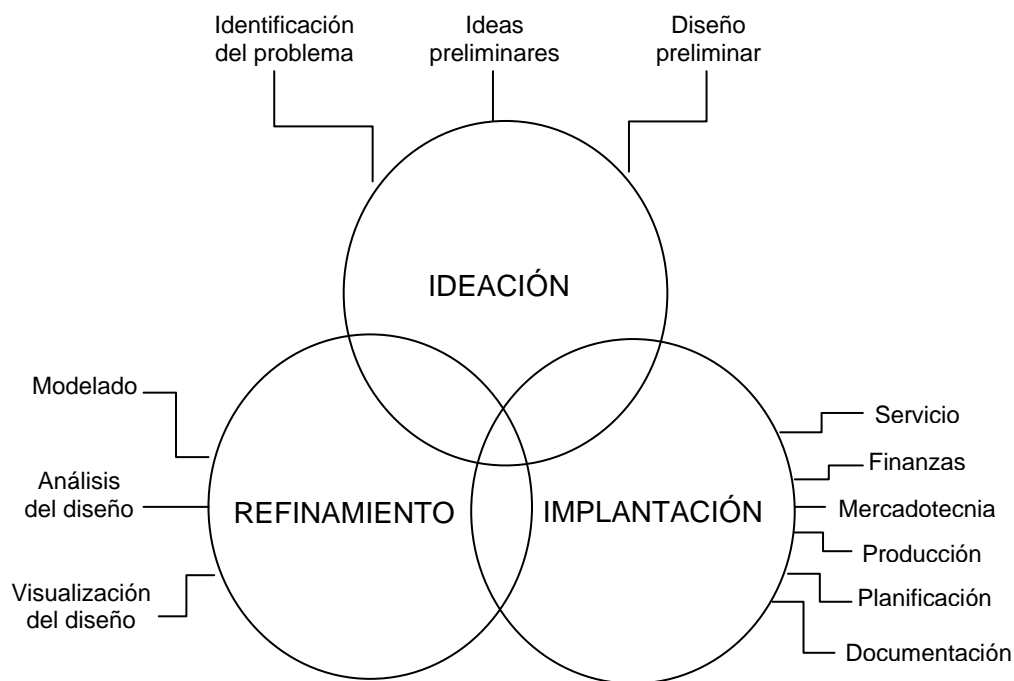 Identificación
del problema
Ideas
preliminares
Diseño
preliminar
IDEACIÓN
Modelado
Análisis
del diseño
Visualización
del diseño
REFINAMIENTO
IMPLANTACIÓN
Servicio
Finanzas
Mercadotecnia
Producción
Planificación
Documentación